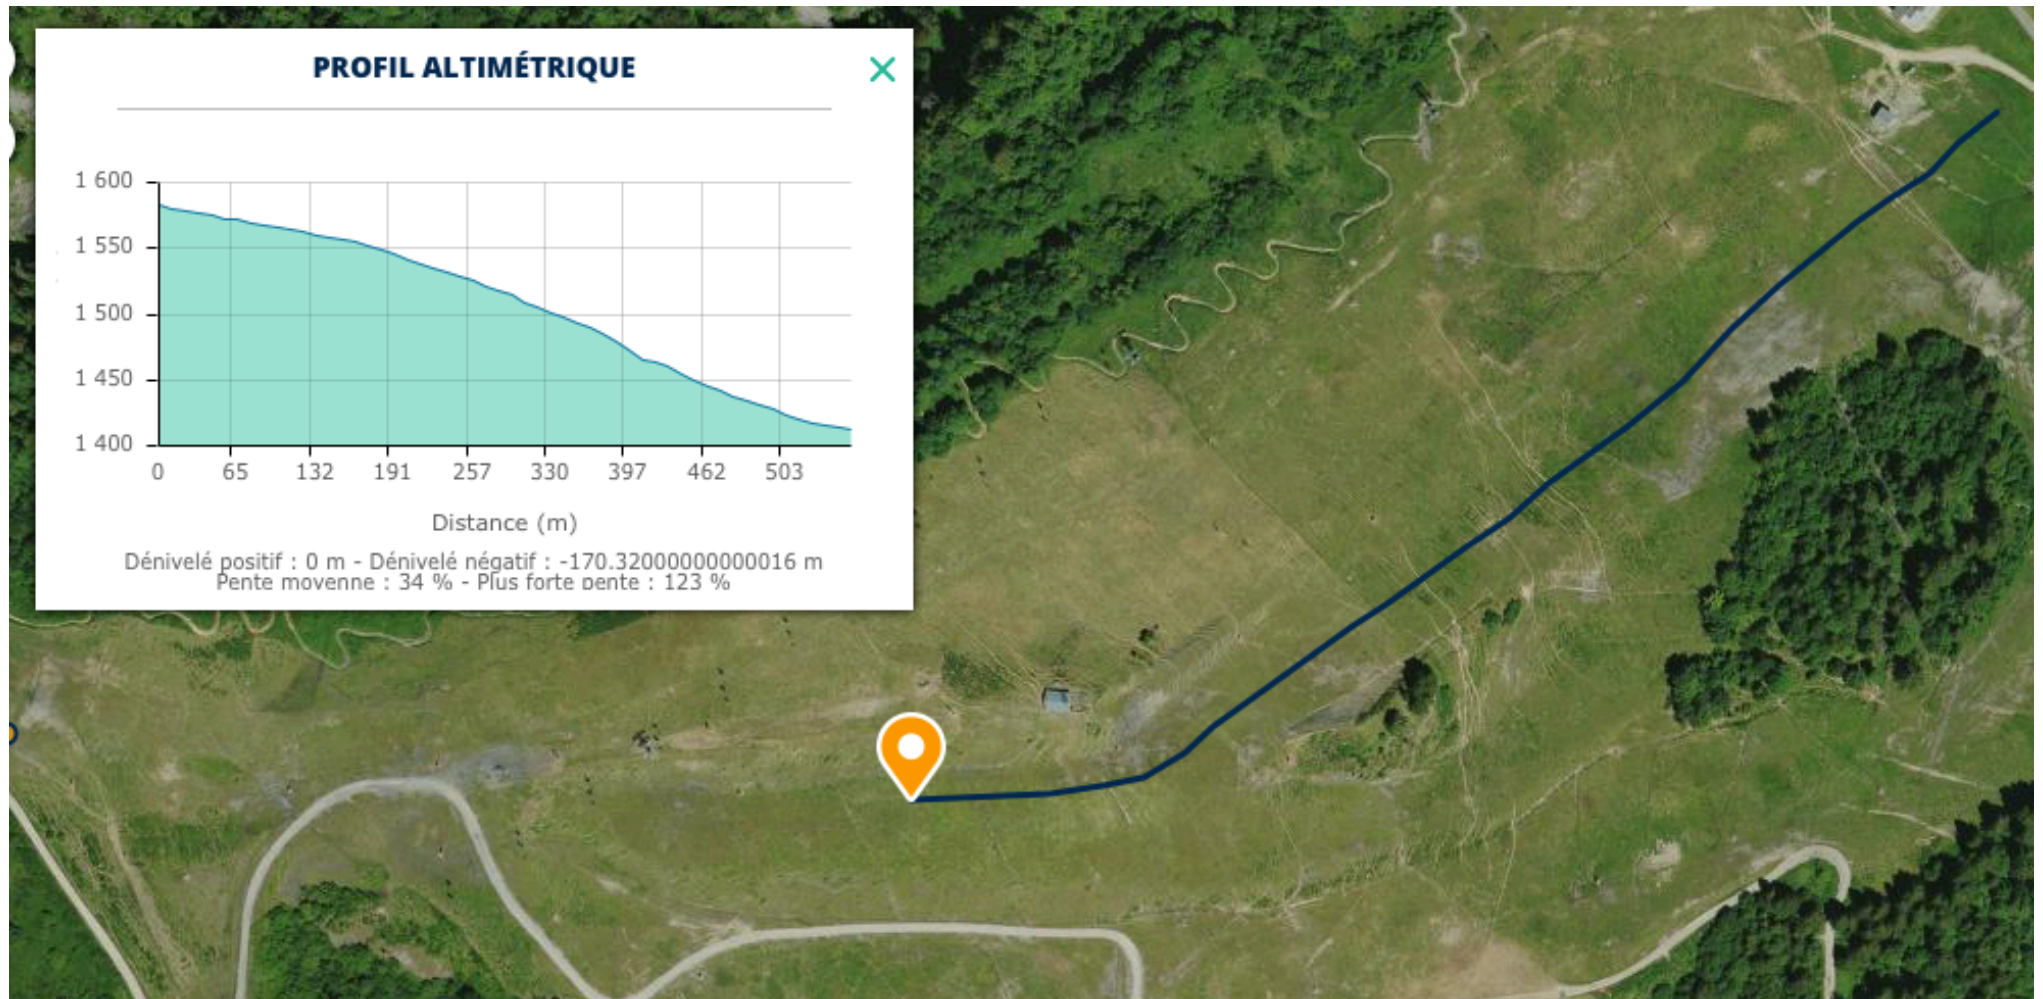 PROFIL ALTIMÉTRIQUE
1 600
1 550
1 500
1 450
1 400
0 65 132 191 257 330 397 462 503
Distance (m)
Dénivelé positif : 0 m - Dénivelé négatif : -170.32000000000016 m
Pente moyenne : 34 % - Plus forte pente : 123 %